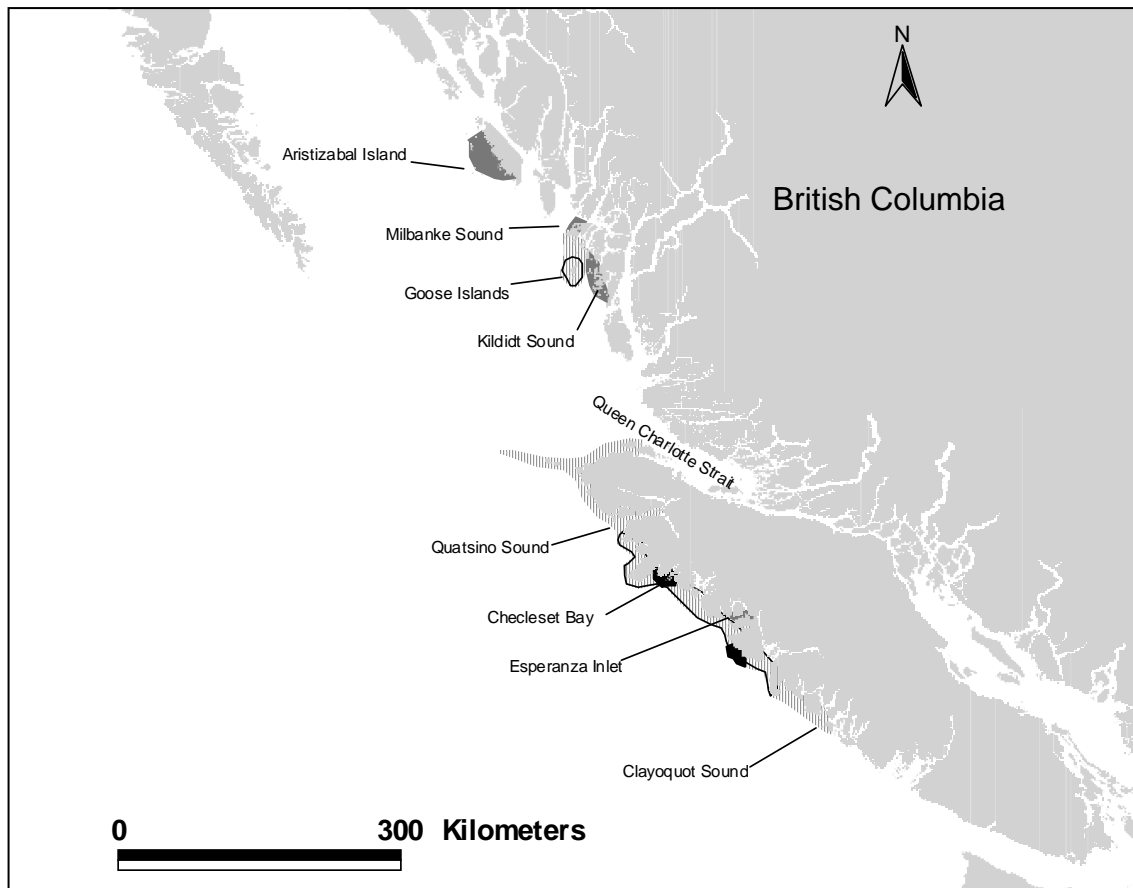 N
Aristizabal Island
British Columbia
Milbanke Sound
Goose Islands
Kildidt Sound
Queen Charlotte Strait
Quatsino Sound
Checleset Bay
Esperanza Inlet
Clayoquot Sound
0 300 Kilometers